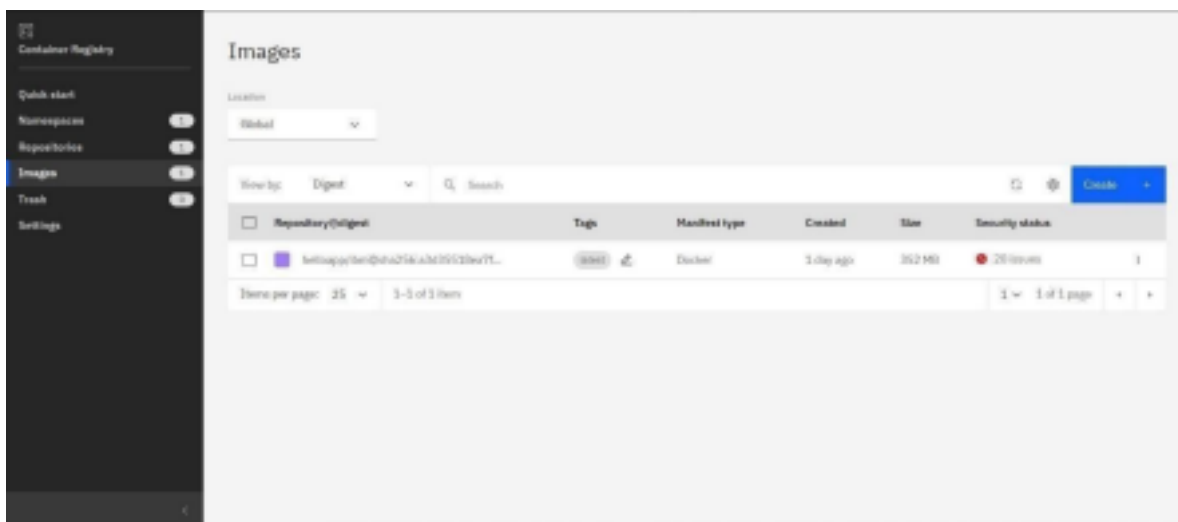 Container Registry
Quick start
Namespaces
Repositories
Images
Trash
Settings
Images
Location
Global
View by: Digest Search Create +
Repository@digest Tags Manifest type Created Size Security status
latest Docker 1 day ago 352 MB 20 issues
Items per page: 25 1–1 of 1 item 1 1 of 1 page